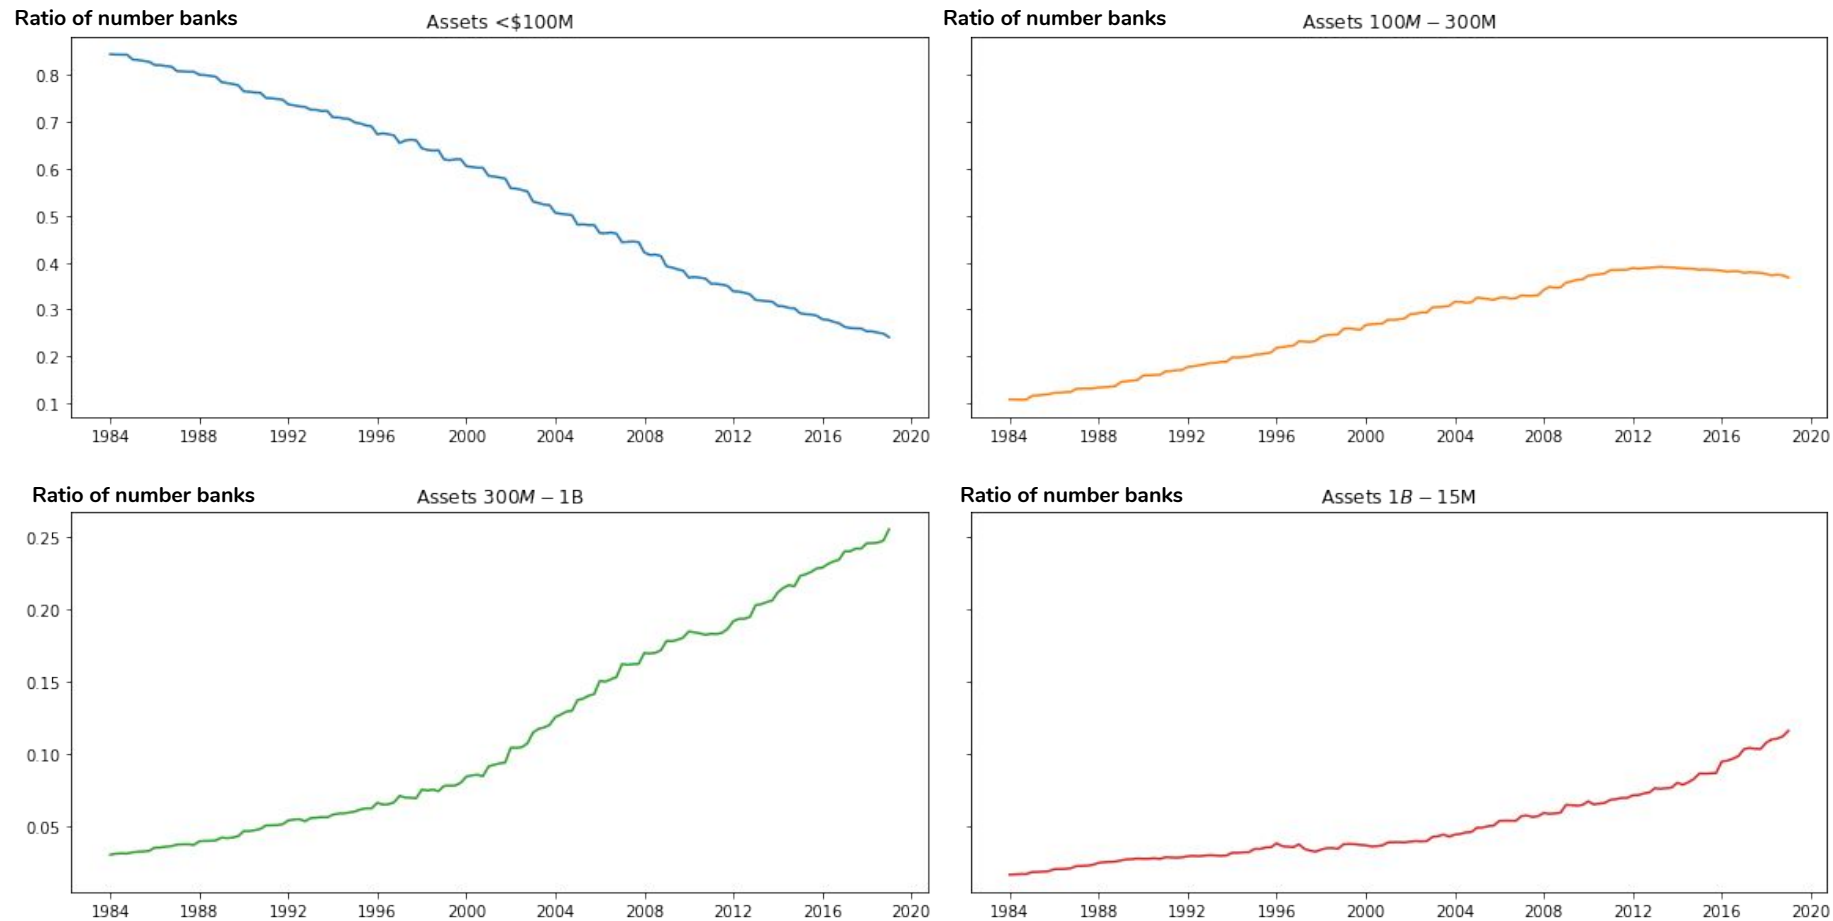 Ratio of number banks
Assets <$100M
0.8
0.7
0.6
0.5
0.4
0.3
0.2
0.1
1984 1988 1992 1996 2000 2004 2008 2012 2016 2020
Ratio of number banks
Assets 100M − 300M
1984 1988 1992 1996 2000 2004 2008 2012 2016 2020
Ratio of number banks
Assets 300M − 1B
0.25
0.20
0.15
0.10
0.05
1984 1988 1992 1996 2000 2004 2008 2012 2016 2020
Ratio of number banks
Assets 1B − 15M
1984 1988 1992 1996 2000 2004 2008 2012 2016 2020